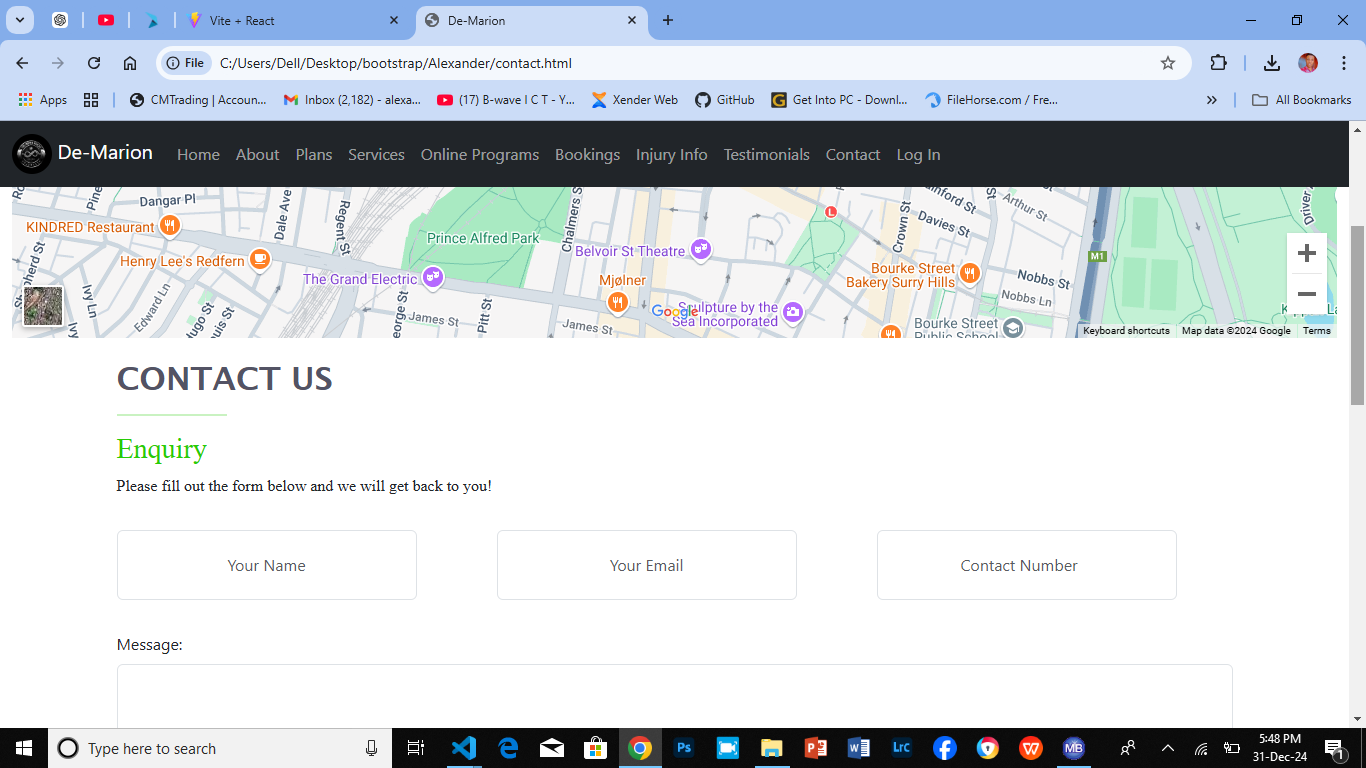 Vite + React
De-Marion
File
C:/Users/Dell/Desktop/bootstrap/Alexander/contact.html
Apps
CMTrading | Accoun...
Inbox (2,182) - alexa...
(17) B-wave I C T - Y...
Xender Web
GitHub
Get Into PC - Downl...
FileHorse.com / Fre...
All Bookmarks
De-Marion
Home
About
Plans
Services
Online Programs
Bookings
Injury Info
Testimonials
Contact
Log In
Dangar Pl
Dale Ave
Regent St
Chalmers S
Crown St
Davies St
Arthur St
Driver A
KINDRED Restaurant
Prince Alfred Park
Belvoir St Theatre
L
M1
Henry Lee's Redfern
The Grand Electric
Mjølner
Bourke Street
Bakery Surry Hills
Nobbs St
Nobbs Ln
Ivy Ln
Edward Ln
James St
Pitt St
James St
Google
Sculpture by the
Sea Incorporated
Bourke Street
Public School
Keyboard shortcuts
Map data ©2024 Google
Terms
CONTACT US
Enquiry
Please fill out the form below and we will get back to you!
Your Name
Your Email
Contact Number
Message:
Type here to search
Ps
Lrc
MB
5:48 PM
31-Dec-24
1